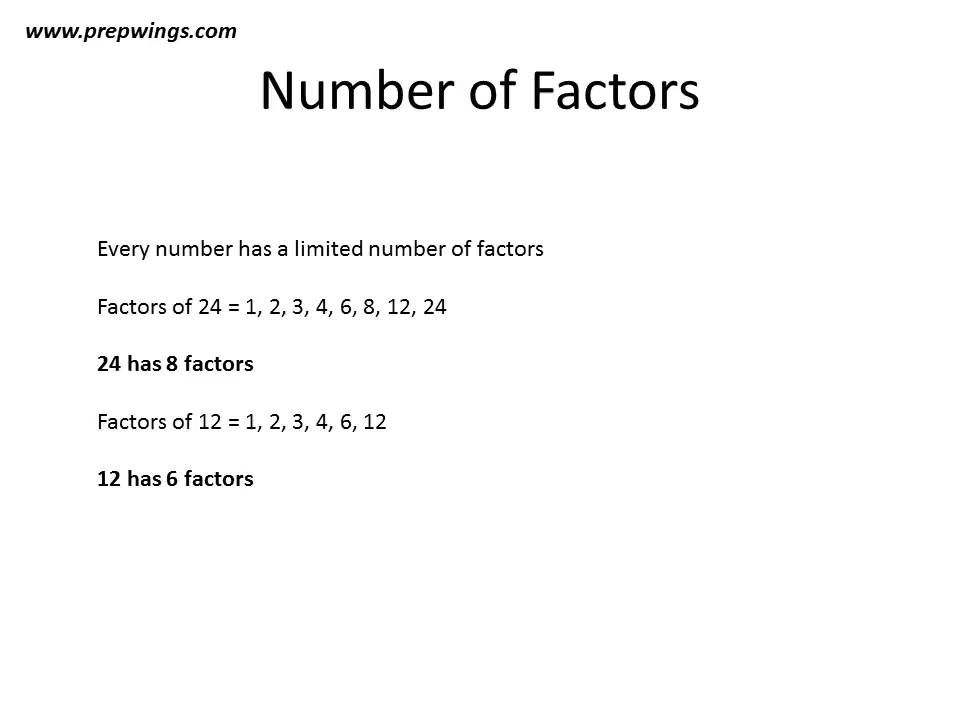 www.prepwings.com
Number of Factors
Every number has a limited number of factors
Factors of 24 = 1, 2, 3, 4, 6, 8, 12, 24
24 has 8 factors
Factors of 12 = 1, 2, 3, 4, 6, 12
12 has 6 factors